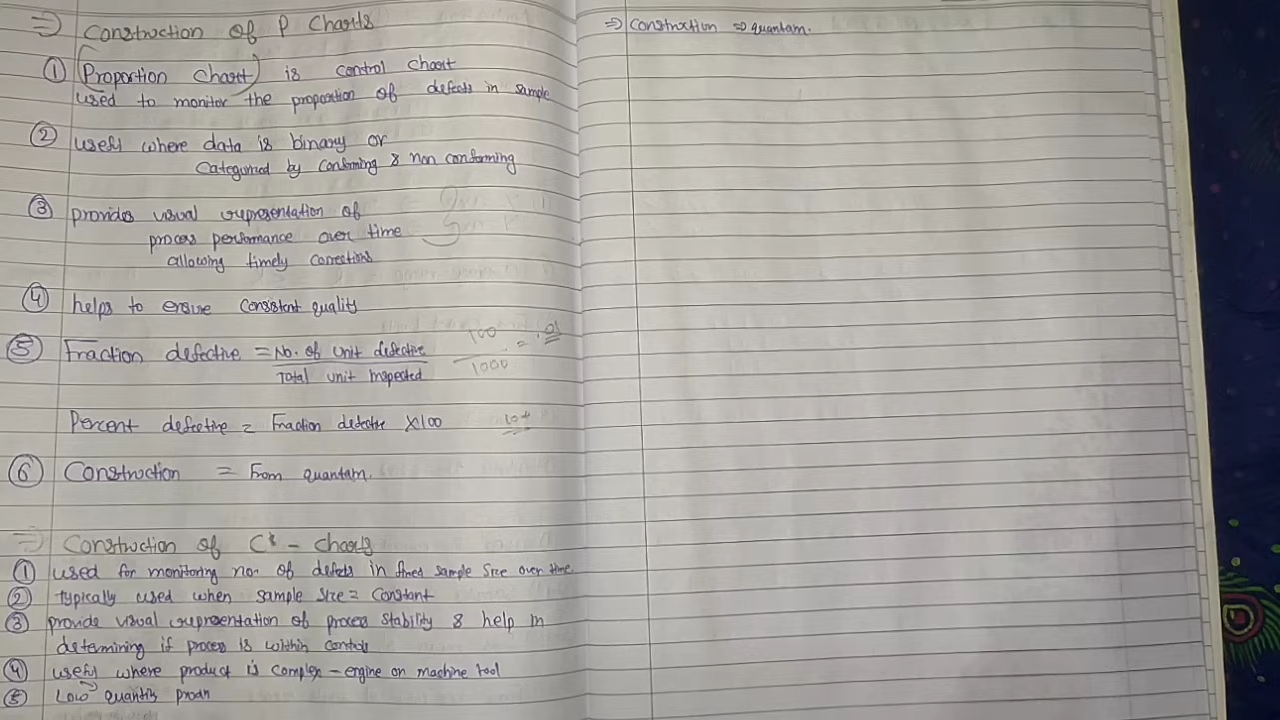 ⇒ Construction of P Charts
① (Proportion Chart) is control chart
used to monitor the proportion of defects in sample
② useful where data is binary or
Categorized by conforming & non conforming
③ provides visual representation of
process performance over time
allowing timely corrections
④ helps to ensure consistent quality
⑤ Fraction defective = No. of unit defective
Total unit inspected
100
1000
Percent defective = Fraction defective ×100
⑥ Construction = From quantam.
⇒ Construction of C - charts
① used for monitoring no. of defects in fixed sample size over time
② typically used when sample size = constant
③ provide visual representation of process stability & help in
determining if process is within control
④ useful where product is complex - engine or machine tool
⑤ Low quantity prodn
⇒ Construction ⇒ quantam.